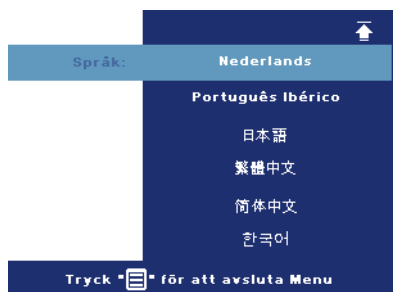 Språk: Nederlands
Português Ibérico
日本語
繁體中文
简体中文
한국어
Tryck "" för att avsluta Menu